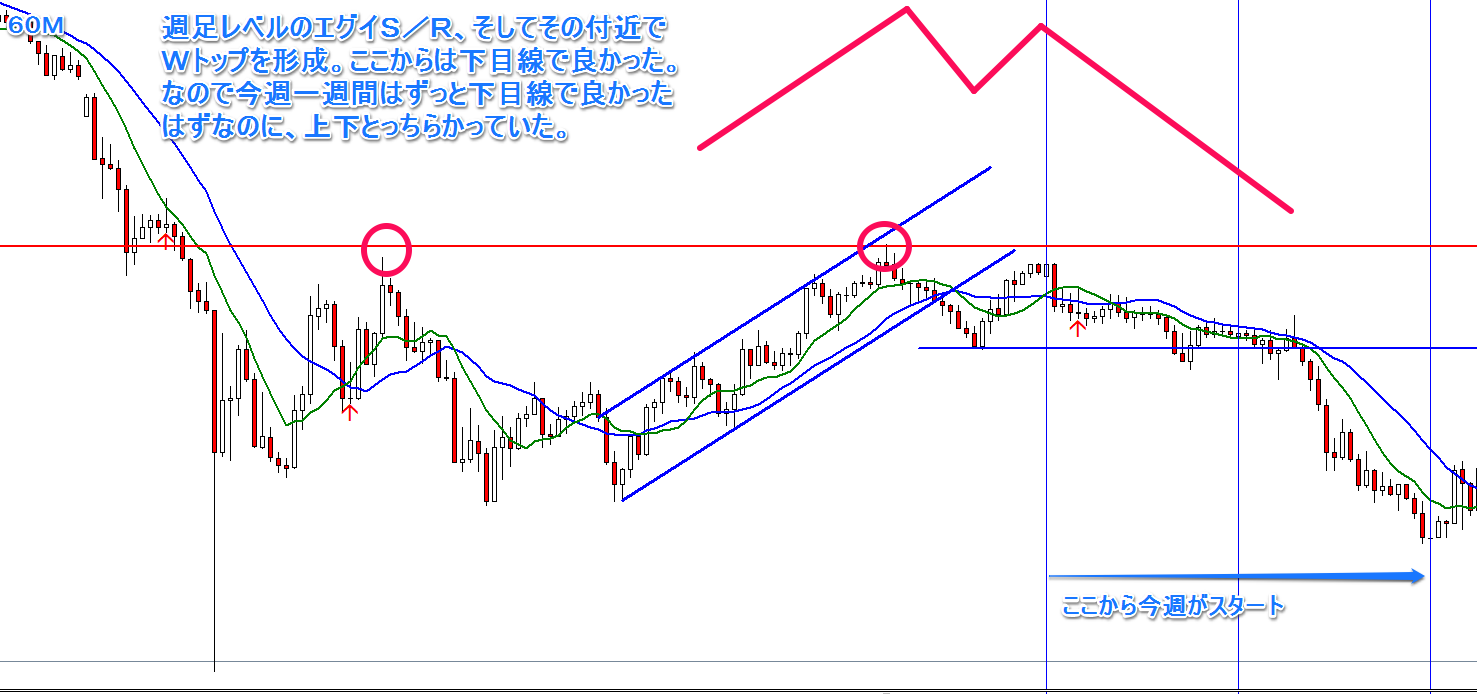 60M
週足レベルのエグイS/R、そしてその付近で
Wトップを形成。ここからは下目線で良かった。
なので今週一週間はずっと下目線で良かった
はずなのに、上下とっちらかっていた。
ここから今週がスタート